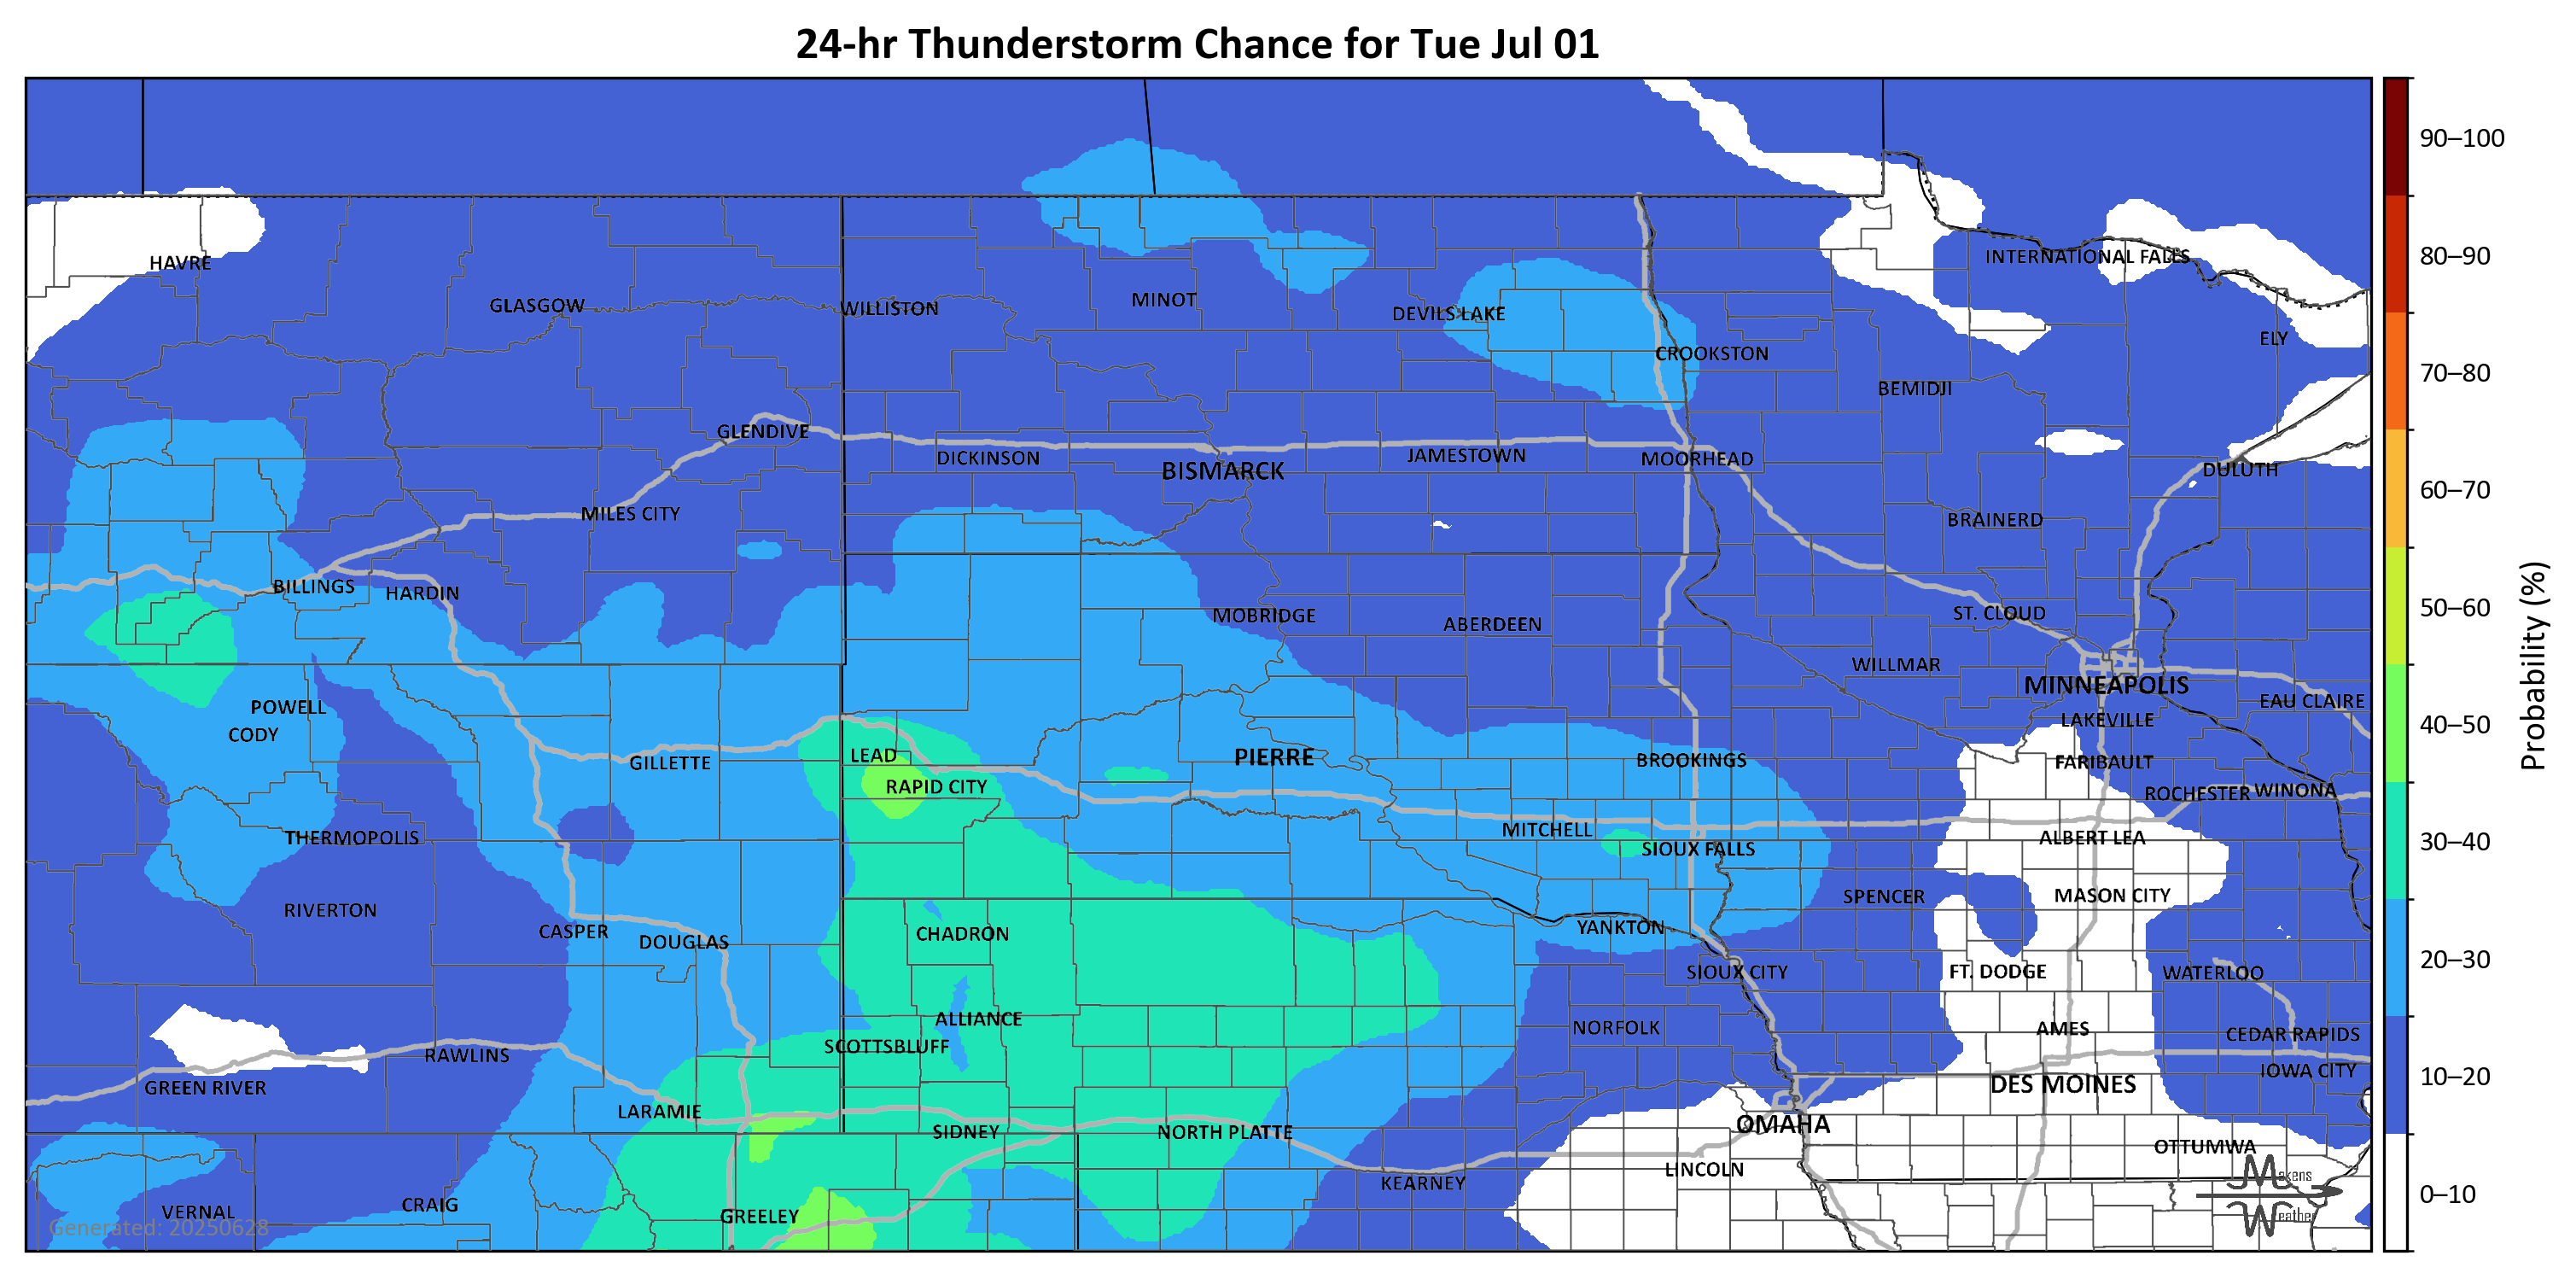 24-hr Thunderstorm Chance for Tue Jul 01
90–100
80–90
70–80
60–70
50–60
40–50
30–40
20–30
10–20
0–10
Probability (%)
HAVRE
GLASGOW
WILLISTON
MINOT
DEVILS LAKE
CROOKSTON
INTERNATIONAL FALLS
ELY
BEMIDJI
GLENDIVE
DICKINSON
BISMARCK
JAMESTOWN
MOORHEAD
DULUTH
MILES CITY
BRAINERD
BILLINGS
HARDIN
MOBRIDGE
ABERDEEN
ST. CLOUD
WILLMAR
MINNEAPOLIS
EAU CLAIRE
POWELL
CODY
LAKEVILLE
GILLETTE
LEAD
PIERRE
BROOKINGS
FARIBAULT
RAPID CITY
ROCHESTER
WINONA
THERMOPOLIS
MITCHELL
SIOUX FALLS
ALBERT LEA
RIVERTON
SPENCER
MASON CITY
CASPER
DOUGLAS
CHADRON
YANKTON
SIOUX CITY
FT. DODGE
WATERLOO
ALLIANCE
NORFOLK
AMES
CEDAR RAPIDS
RAWLINS
SCOTTSBLUFF
IOWA CITY
GREEN RIVER
DES MOINES
LARAMIE
SIDNEY
NORTH PLATTE
OMAHA
OTTUMWA
LINCOLN
KEARNEY
VERNAL
CRAIG
GREELEY
Makens
Weather
Generated: 20250628